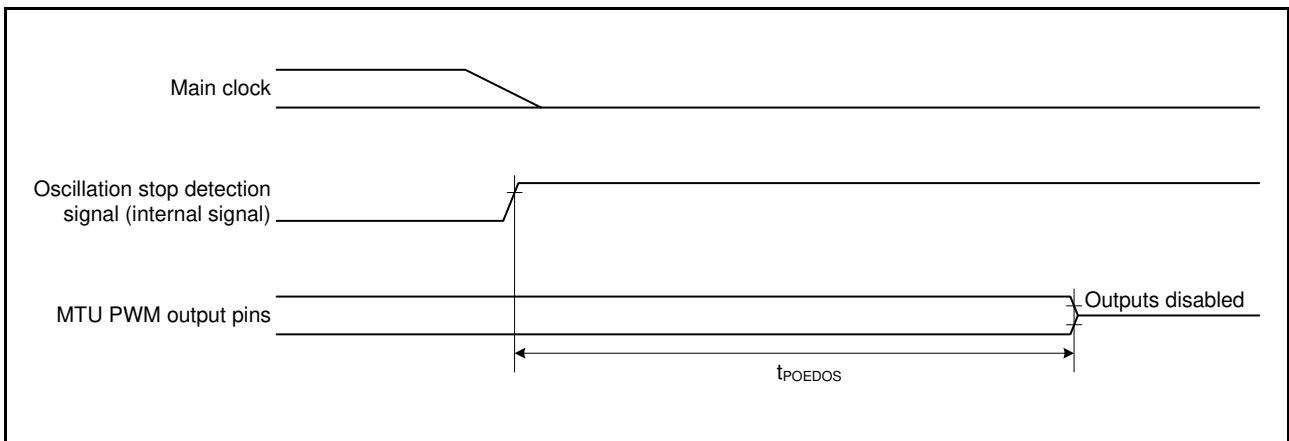 Main clock
Oscillation stop detection
signal (internal signal)
MTU PWM output pins
Outputs disabled
tPOEDOS